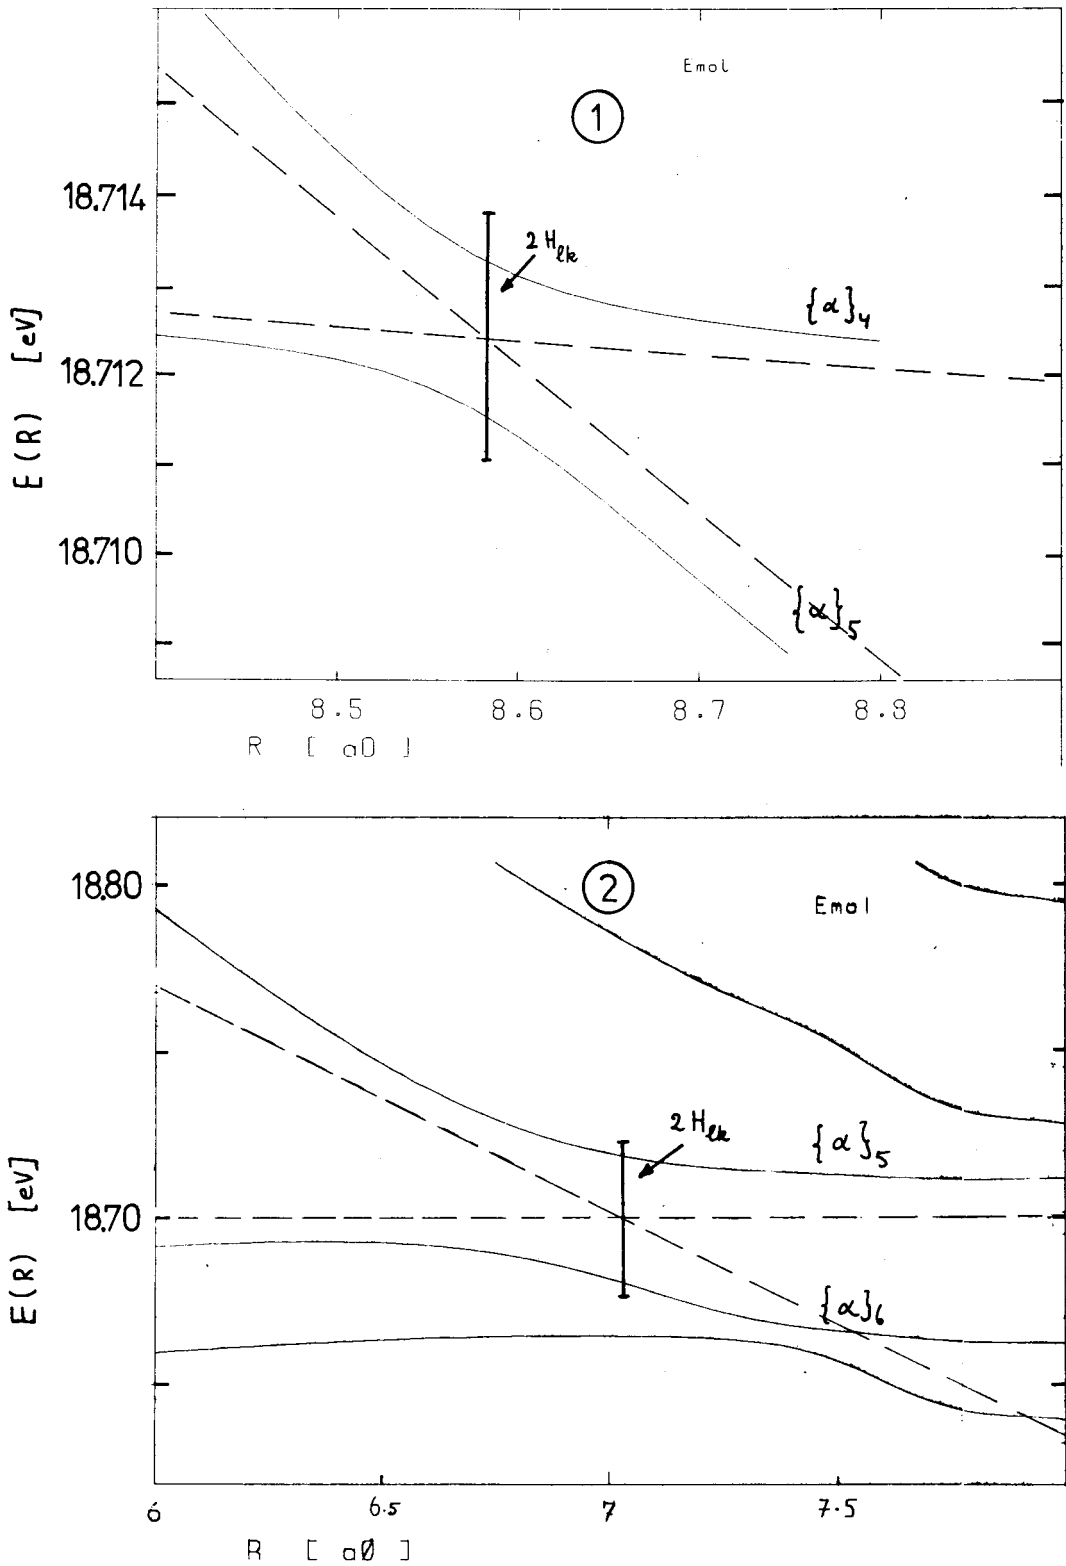 Emol
1
18.714
2 Hℓk
{α}4
18.712
E(R) [eV]
18.710
{α}5
8.5 8.6 8.7 8.8
R [ a0 ]
18.80
2
Emol
2 Hℓk
{α}5
18.70
E(R) [eV]
{α}6
6 6.5 7 7.5
R [ aØ ]